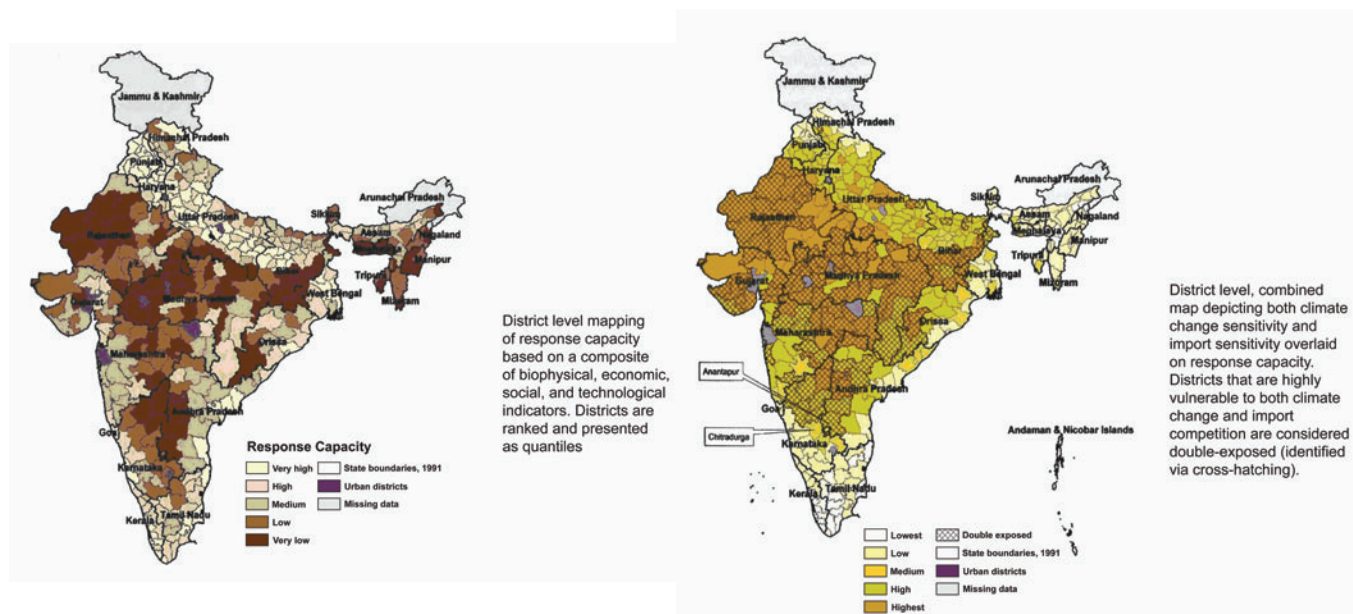 Jammu & Kashmir
Himachal Pradesh
Punjab
Haryana
Arunachal Pradesh
Sikkim
Uttar Pradesh
Assam
Nagaland
Rajasthan
Meghalaya
Manipur
Bihar
Tripura
West Bengal
Mizoram
Gujarat
Madhya Pradesh
Orissa
Maharashtra
Andhra Pradesh
Goa
Karnataka
Kerala
Tamil Nadu
Response Capacity
Very high
High
Medium
Low
Very low
State boundaries, 1991
Urban districts
Missing data
District level mapping
of response capacity
based on a composite
of biophysical, economic,
social, and technological
indicators. Districts are
ranked and presented
as quantiles
Jammu & Kashmir
Himachal Pradesh
Punjab
Haryana
Arunachal Pradesh
Sikkim
Uttar Pradesh
Assam
Nagaland
Rajasthan
Meghalaya
Manipur
Bihar
Tripura
West Bengal
Mizoram
Gujarat
Madhya Pradesh
Orissa
Maharashtra
Anantapur
Andhra Pradesh
Goa
Chitradurga
Karnataka
Andaman & Nicobar Islands
Kerala
Tamil Nadu
Lowest
Low
Medium
High
Highest
Double exposed
State boundaries, 1991
Urban districts
Missing data
District level, combined
map depicting both climate
change sensitivity and
import sensitivity overlaid
on response capacity.
Districts that are highly
vulnerable to both climate
change and import
competition are considered
double-exposed (identified
via cross-hatching).